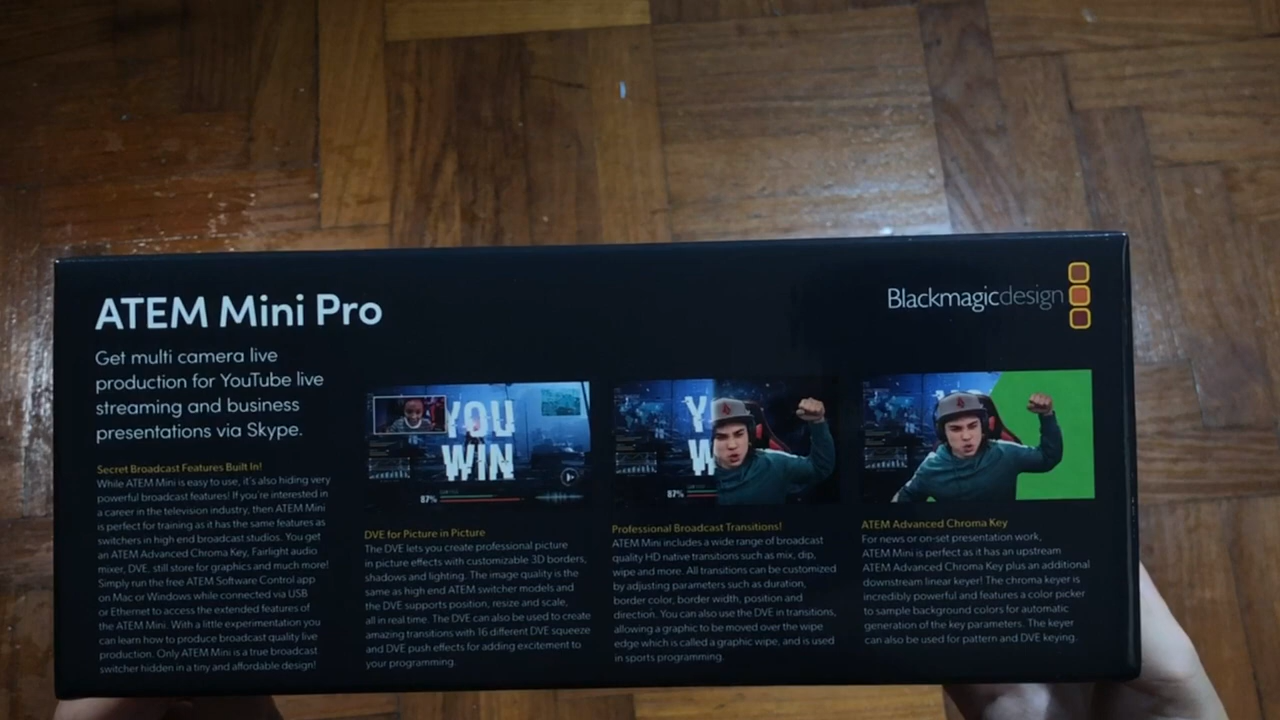 ATEM Mini Pro
Blackmagicdesign
Get multi camera live
production for YouTube live
streaming and business
presentations via Skype.
Secret Broadcast Features Built In!
While ATEM Mini is easy to use, it's also hiding very
powerful broadcast features! If you're interested in
a career in the television industry, then ATEM Mini
is perfect for training as it has the same features as
switchers in high end broadcast studios. You get
an ATEM Advanced Chroma Key, Fairlight audio
mixer, DVE, still store for graphics and much more!
Simply run the free ATEM Software Control app
on Mac or Windows while connected via USB
or Ethernet to access the extended features of
the ATEM Mini. With a little experimentation you
can learn how to produce broadcast quality live
production. Only ATEM Mini is a true broadcast
switcher hidden in a tiny and affordable design!
YOU
WIN
87%
DVE for Picture in Picture
The DVE lets you create professional picture
in picture effects with customizable 3D borders,
shadows and lighting. The image quality is the
same as high end ATEM switcher models and
the DVE supports position, resize and scale,
all in real time. The DVE can also be used to create
amazing transitions with 16 different DVE squeeze
and DVE push effects for adding excitement to
your programming.
Y
W
87%
Professional Broadcast Transitions!
ATEM Mini includes a wide range of broadcast
quality HD native transitions such as mix, dip,
wipe and more. All transitions can be customized
by adjusting parameters such as duration,
border color, border width, position and
direction. You can also use the DVE in transitions,
allowing a graphic to be moved over the wipe
edge which is called a graphic wipe, and is used
in sports programming.
ATEM Advanced Chroma Key
For news or on-set presentation work,
ATEM Mini is perfect as it has an upstream
ATEM Advanced Chroma Key plus an additional
downstream linear keyer! The chroma keyer is
incredibly powerful and features a color picker
to sample background colors for automatic
generation of the key parameters. The keyer
can also be used for pattern and DVE keying.